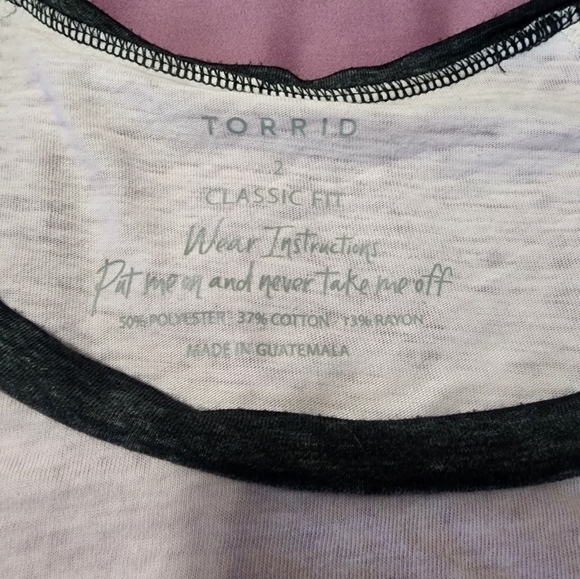 TORRID
2
CLASSIC FIT
Wear Instructions
Put me on and never take me off
50% POLYESTER 37% COTTON 13% RAYON
MADE IN GUATEMALA